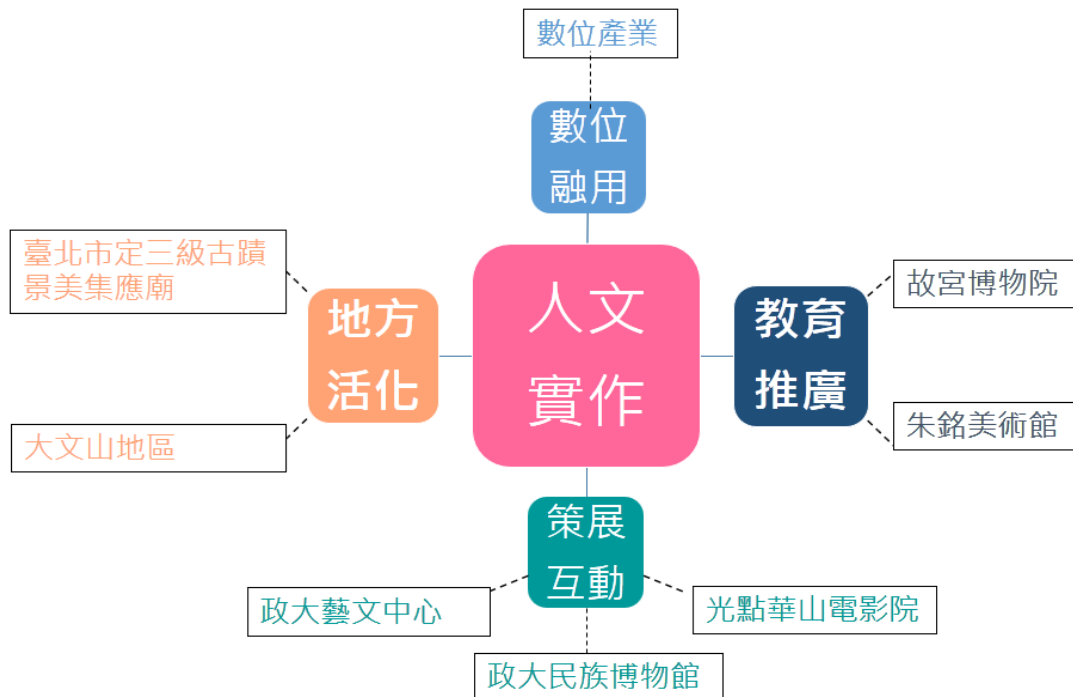 數位產業
數位
融用
臺北市定三級古蹟
景美集應廟
地方
活化
大文山地區
人文
實作
教育
推廣
故宮博物院
朱銘美術館
策展
互動
政大藝文中心
政大民族博物館
光點華山電影院